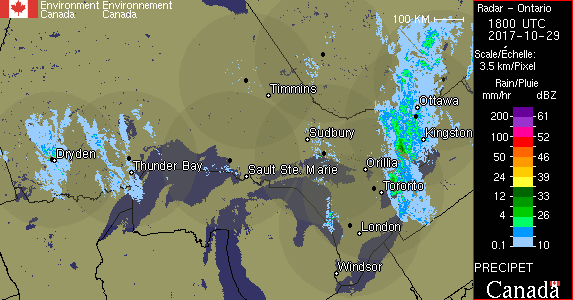 Environment Environnement
Canada Canada
100 KM
Timmins
Ottawa
Sudbury
Kingston
Dryden
Thunder Bay
Sault Ste. Marie
Orillia
Toronto
London
Windsor
Radar - Ontario
1800 UTC
2017-10-29
Scale/Échelle:
3.5 km/Pixel
Rain/Pluie
mm/hr dBZ
200 61
100 56
52
50 46
24 39
12 33
4 26
20
0.1 10
PRECIPET
Canada